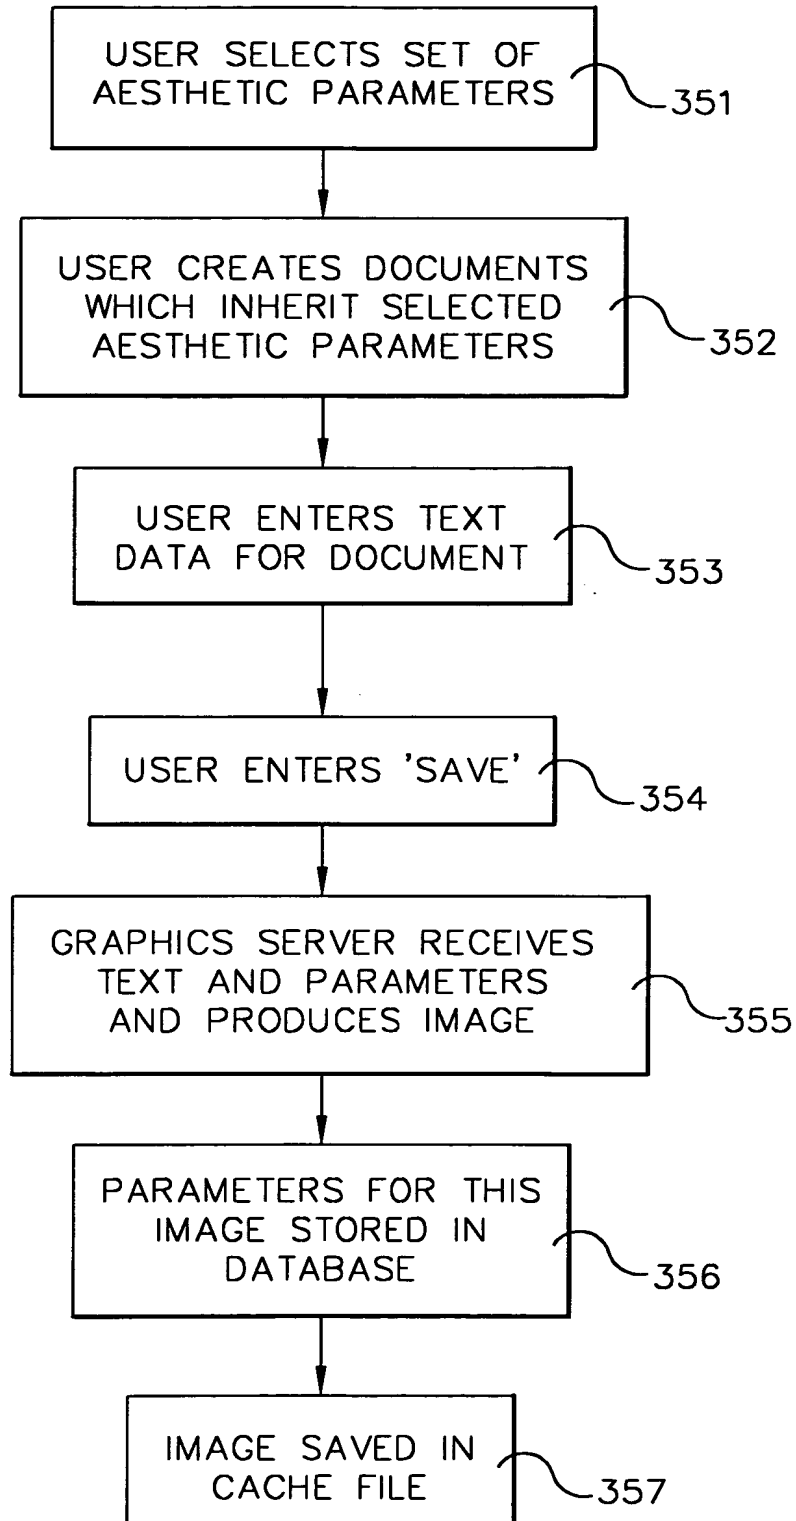 USER SELECTS SET OF
AESTHETIC PARAMETERS
351
USER CREATES DOCUMENTS
WHICH INHERIT SELECTED
AESTHETIC PARAMETERS
352
USER ENTERS TEXT
DATA FOR DOCUMENT
353
USER ENTERS 'SAVE'
354
GRAPHICS SERVER RECEIVES
TEXT AND PARAMETERS
AND PRODUCES IMAGE
355
PARAMETERS FOR THIS
IMAGE STORED IN
DATABASE
356
IMAGE SAVED IN
CACHE FILE
357